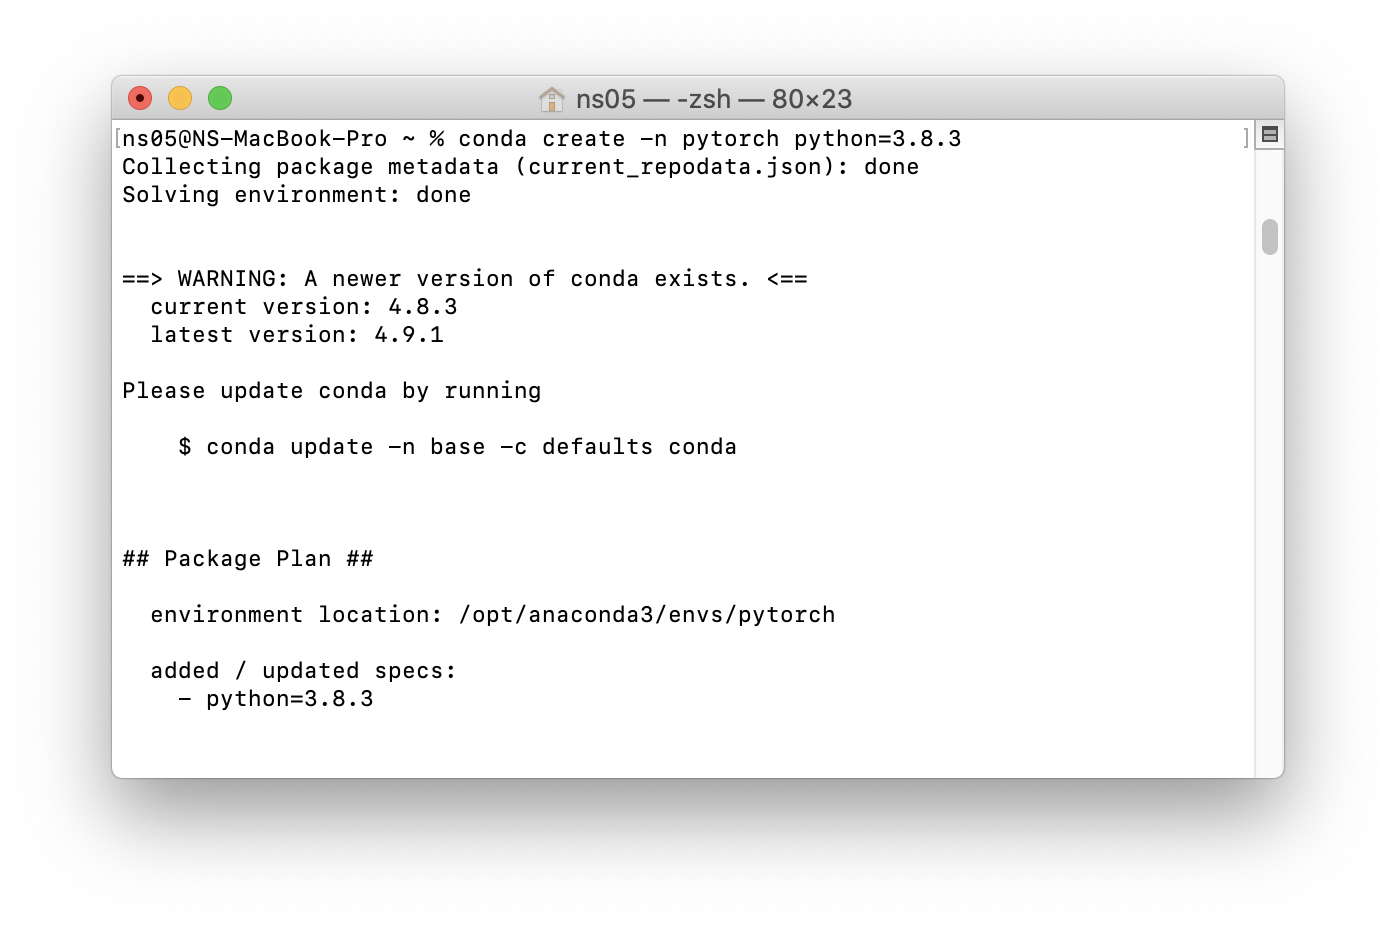 ns05 — -zsh — 80×23
[ns05@NS-MacBook-Pro ~ % conda create -n pytorch python=3.8.3 ]
Collecting package metadata (current_repodata.json): done
Solving environment: done
==> WARNING: A newer version of conda exists. <==
current version: 4.8.3
latest version: 4.9.1
Please update conda by running
$ conda update -n base -c defaults conda
## Package Plan ##
environment location: /opt/anaconda3/envs/pytorch
added / updated specs:
- python=3.8.3